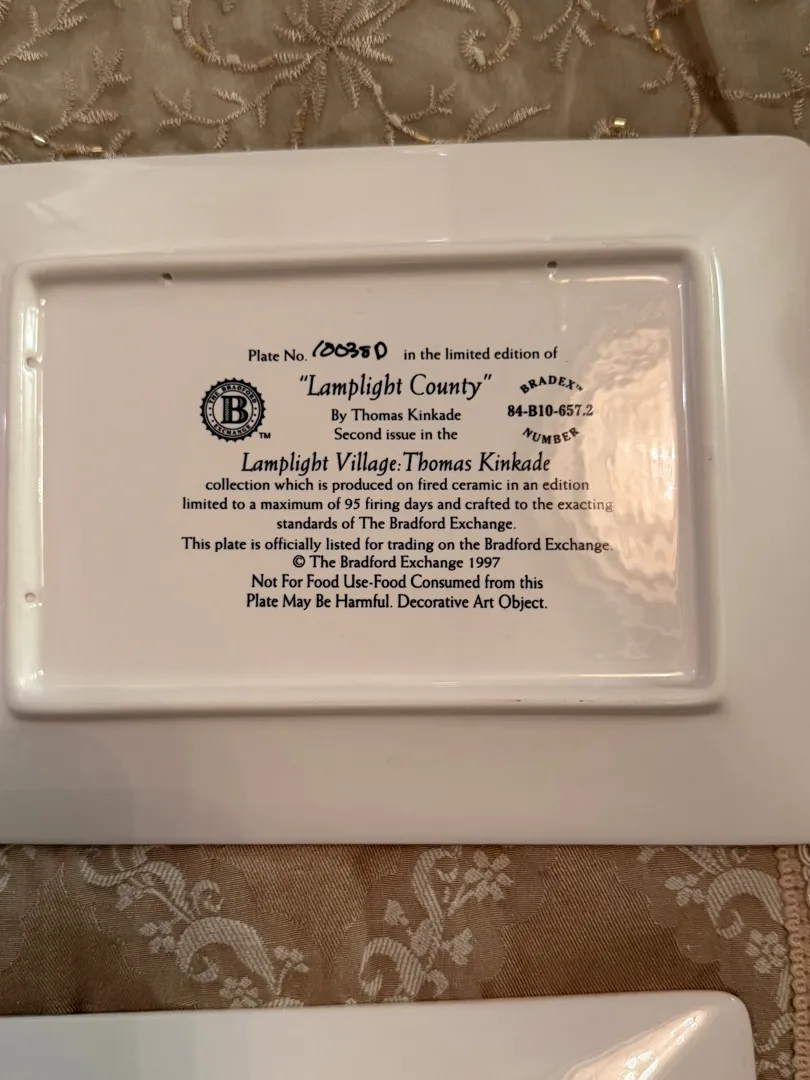 Plate No. 10038D in the limited edition of
"Lamplight County"
By Thomas Kinkade
Second issue in the
THE BRADFORD EXCHANGE
B
TM
BRADEX™
84-B10-657.2
NUMBER
Lamplight Village: Thomas Kinkade
collection which is produced on fired ceramic in an edition
limited to a maximum of 95 firing days and crafted to the exacting
standards of The Bradford Exchange.
This plate is officially listed for trading on the Bradford Exchange.
© The Bradford Exchange 1997
Not For Food Use-Food Consumed from this
Plate May Be Harmful. Decorative Art Object.